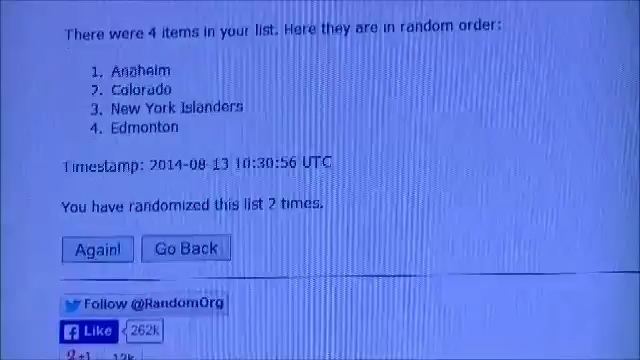 There were 4 items in your list. Here they are in random order:
1. Anaheim
2. Colorado
3. New York Islanders
4. Edmonton
Timestamp: 2014-08-13 10:30:56 UTC
You have randomized this list 2 times.
Again! Go Back
Follow @RandomOrg
Like 262k
+1 12k